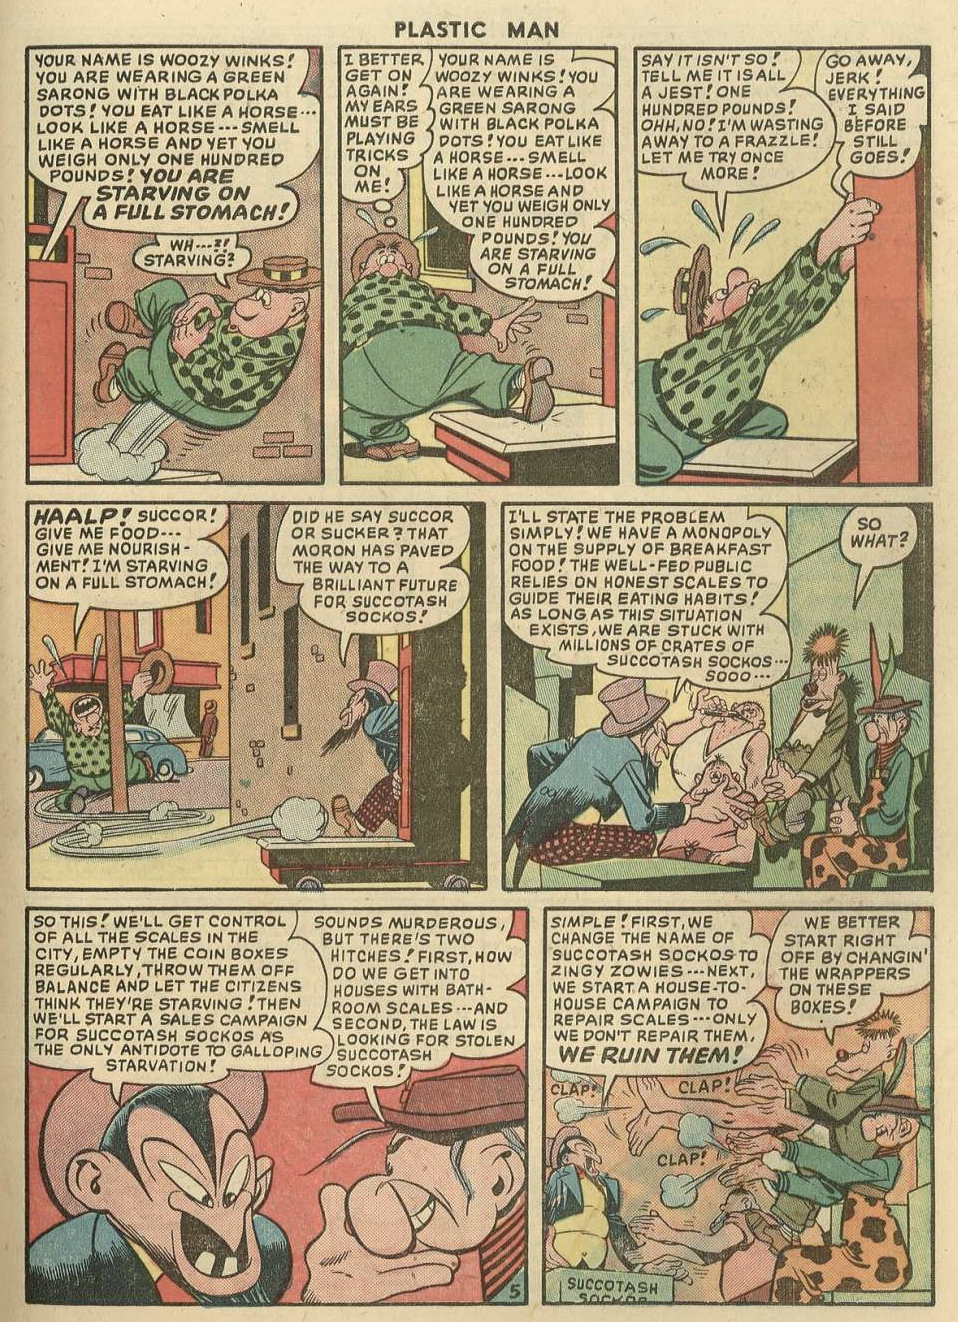 PLASTIC MAN
YOUR NAME IS WOOZY WINKS!
YOU ARE WEARING A GREEN
SARONG WITH BLACK POLKA
DOTS! YOU EAT LIKE A HORSE...
LOOK LIKE A HORSE---SMELL
LIKE A HORSE AND YET YOU
WEIGH ONLY ONE HUNDRED
POUNDS! YOU ARE
STARVING ON
A FULL STOMACH!
WH---?!
STARVING?
I BETTER
GET ON
AGAIN!
MY EARS
MUST BE
PLAYING
TRICKS
ON
ME!
YOUR NAME IS
WOOZY WINKS! YOU
ARE WEARING A
GREEN SARONG
WITH BLACK POLKA
DOTS! YOU EAT LIKE
A HORSE---SMELL
LIKE A HORSE---LOOK
LIKE A HORSE AND
YET YOU WEIGH ONLY
ONE HUNDRED
POUNDS! YOU
ARE STARVING
ON A FULL
STOMACH!
SAY IT ISN'T SO!
TELL ME IT IS ALL
A JEST! ONE
HUNDRED POUNDS!
OHH, NO! I'M WASTING
AWAY TO A FRAZZLE!
LET ME TRY ONCE
MORE!
GO AWAY,
JERK!
EVERYTHING
I SAID
BEFORE
STILL
GOES!
HAALP! SUCCOR!
GIVE ME FOOD---
GIVE ME NOURISH-
MENT! I'M STARVING
ON A FULL STOMACH!
DID HE SAY SUCCOR
OR SUCKER? THAT
MORON HAS PAVED
THE WAY TO A
BRILLIANT FUTURE
FOR SUCCOTASH
SOCKOS!
I'LL STATE THE PROBLEM
SIMPLY! WE HAVE A MONOPOLY
ON THE SUPPLY OF BREAKFAST
FOOD! THE WELL-FED PUBLIC
RELIES ON HONEST SCALES TO
GUIDE THEIR EATING HABITS!
AS LONG AS THIS SITUATION
EXISTS, WE ARE STUCK WITH
MILLIONS OF CRATES OF
SUCCOTASH SOCKOS---
SOOO---
SO
WHAT?
SO THIS! WE'LL GET CONTROL
OF ALL THE SCALES IN THE
CITY, EMPTY THE COIN BOXES
REGULARLY, THROW THEM OFF
BALANCE AND LET THE CITIZENS
THINK THEY'RE STARVING! THEN
WE'LL START A SALES CAMPAIGN
FOR SUCCOTASH SOCKOS AS
THE ONLY ANTIDOTE TO GALLOPING
STARVATION!
SOUNDS MURDEROUS,
BUT THERE'S TWO
HITCHES! FIRST, HOW
DO WE GET INTO
HOUSES WITH BATH-
ROOM SCALES---AND
SECOND, THE LAW IS
LOOKING FOR STOLEN
SUCCOTASH
SOCKOS!
5
SIMPLE! FIRST, WE
CHANGE THE NAME OF
SUCCOTASH SOCKOS TO
ZINGY ZOWIES---NEXT,
WE START A HOUSE-TO-
HOUSE CAMPAIGN TO
REPAIR SCALES---ONLY
WE DON'T REPAIR THEM,
WE RUIN THEM!
WE BETTER
START RIGHT
OFF BY CHANGIN'
THE WRAPPERS
ON THESE
BOXES!
CLAP!
CLAP!
CLAP!
SUCCOTASH
SOCKOS